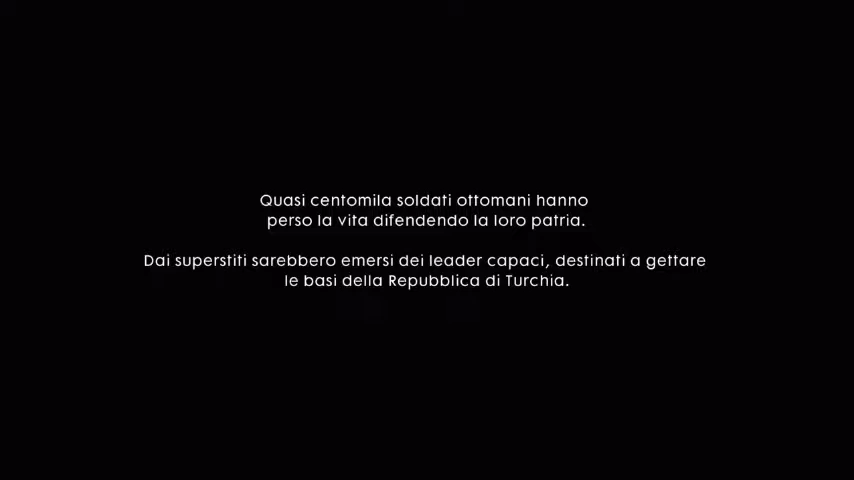 Quasi centomila soldati ottomani hanno
perso la vita difendendo la loro patria.
Dai superstiti sarebbero emersi dei leader capaci, destinati a gettare
le basi della Repubblica di Turchia.